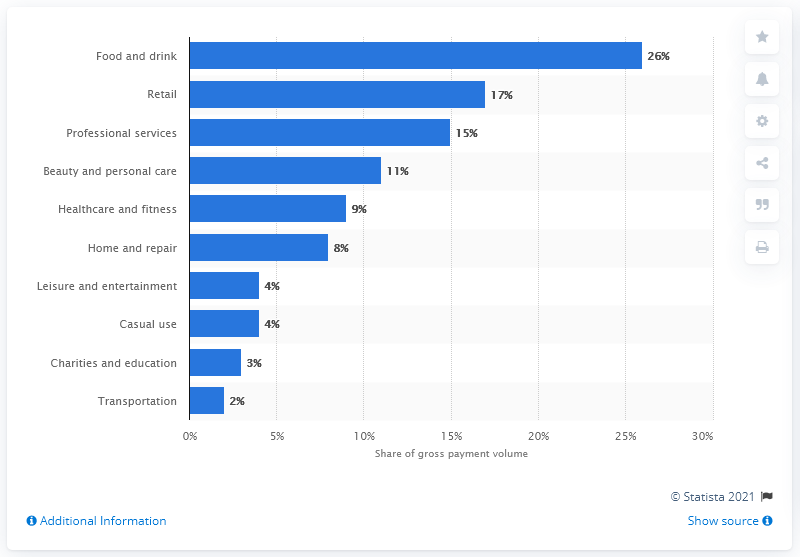 Food and drink 26%
Retail 17%
Professional services 15%
Beauty and personal care 11%
Healthcare and fitness 9%
Home and repair 8%
Leisure and entertainment 4%
Casual use 4%
Charities and education 3%
Transportation 2%
0% 5% 10% 15% 20% 25% 30%
Share of gross payment volume
© Statista 2021
Additional Information Show source